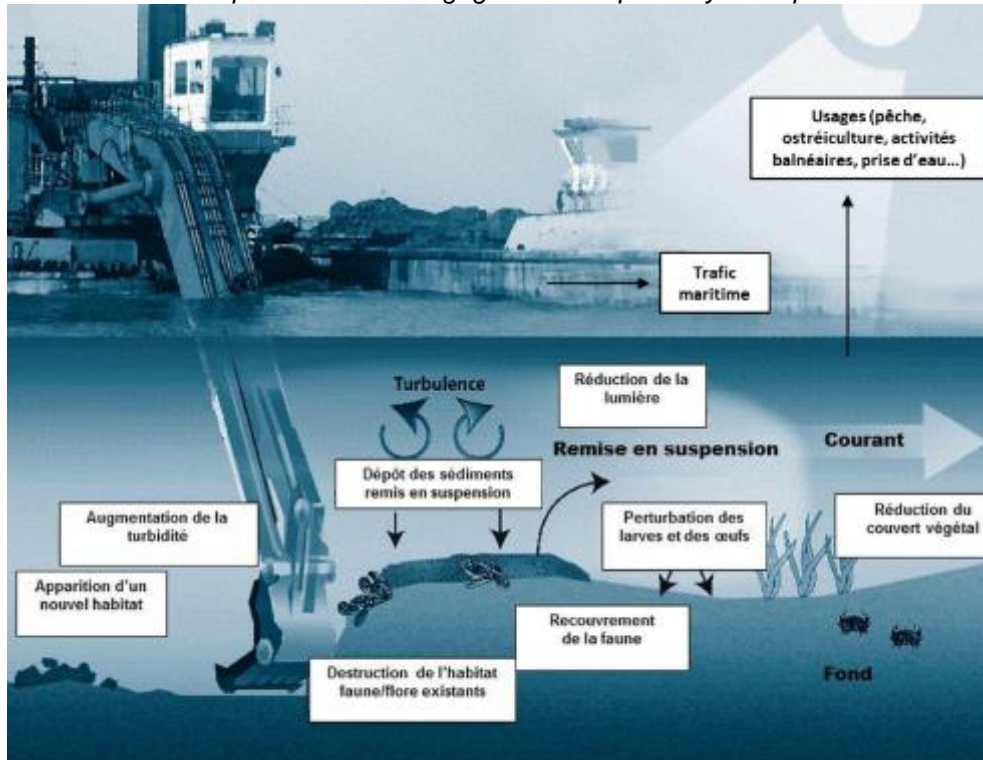 Usages (pêche,
ostréiculture, activités
balnéaires, prise d'eau...)
Trafic
maritime
Turbulence
Réduction de la
lumière
Remise en suspension
Courant
Dépôt des sédiments
remis en suspension
Augmentation de la
turbidité
Perturbation des
larves et des œufs
Réduction du
couvert végétal
Apparition d'un
nouvel habitat
Recouvrement
de la faune
Destruction de l'habitat
faune/flore existants
Fond